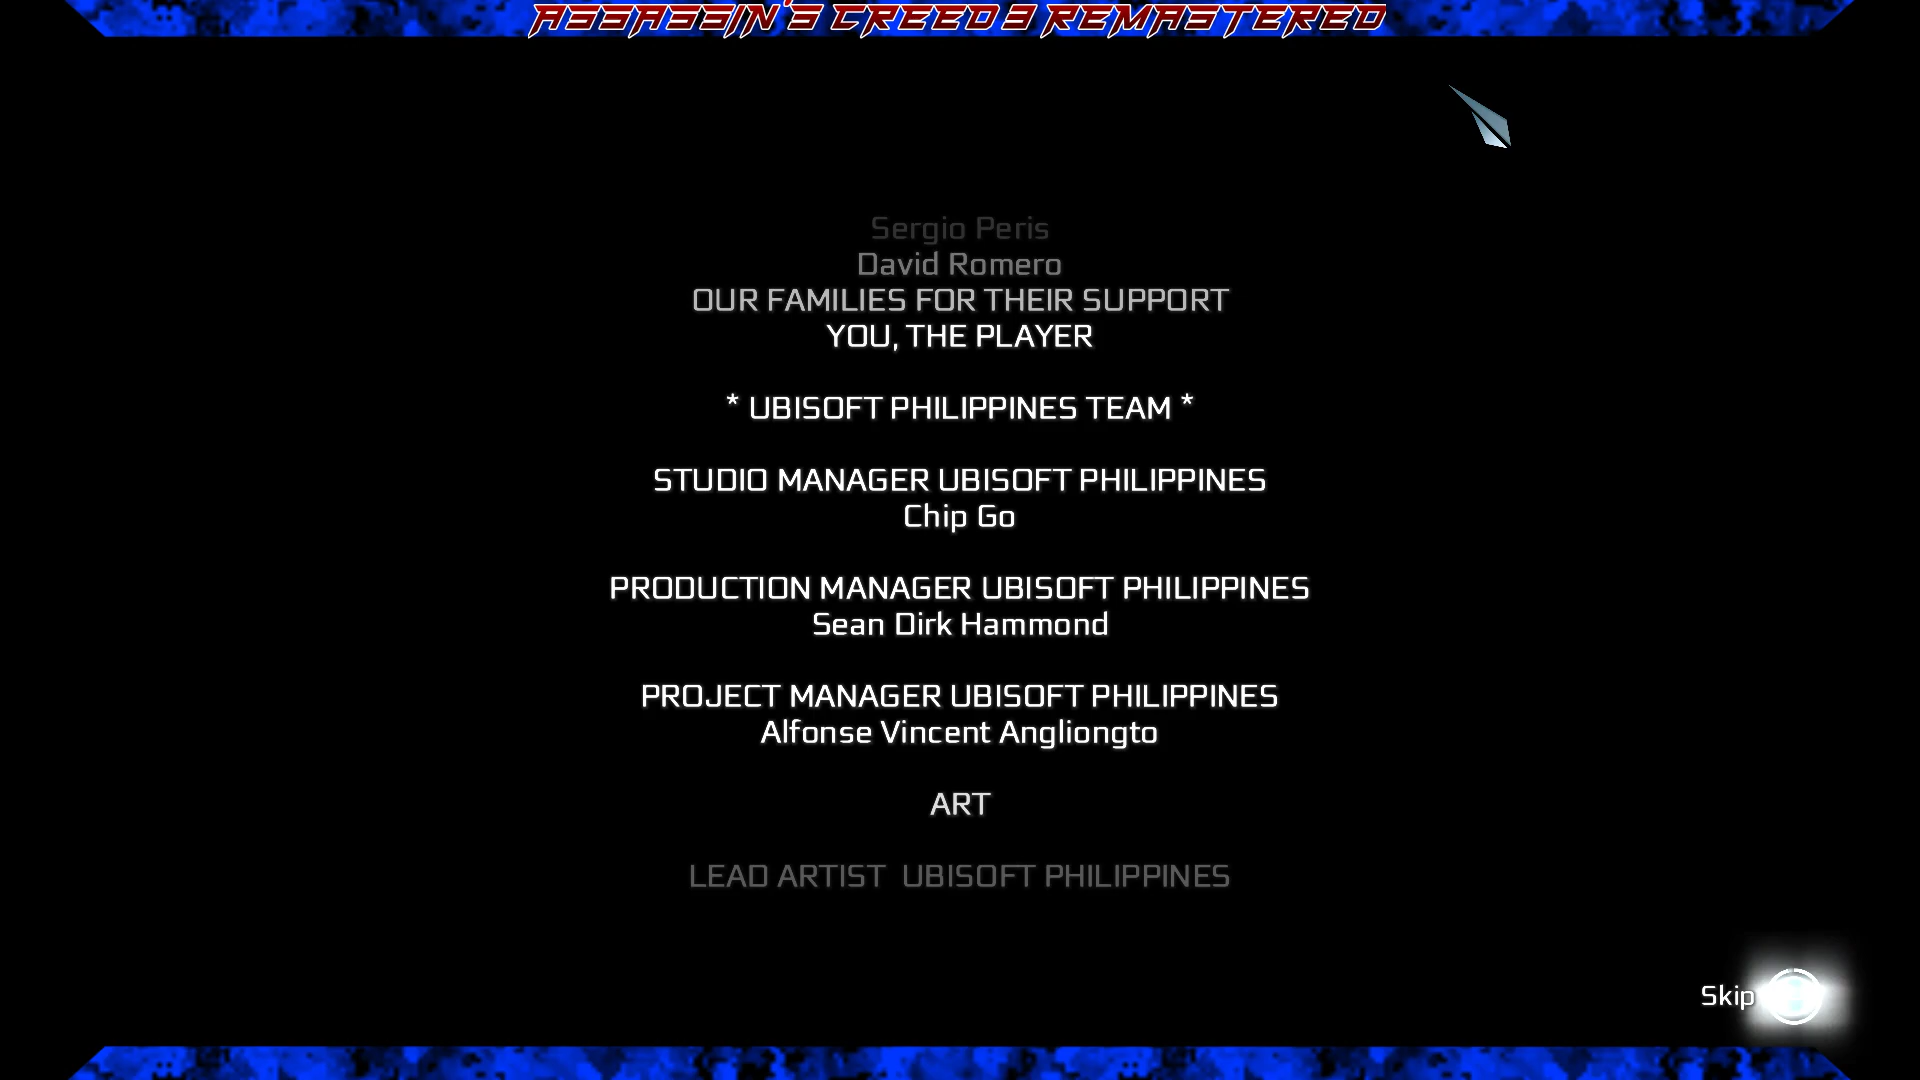 ASSASSIN'S CREED 3 REMASTERED
Sergio Peris
David Romero
OUR FAMILIES FOR THEIR SUPPORT
YOU, THE PLAYER
* UBISOFT PHILIPPINES TEAM *
STUDIO MANAGER UBISOFT PHILIPPINES
Chip Go
PRODUCTION MANAGER UBISOFT PHILIPPINES
Sean Dirk Hammond
PROJECT MANAGER UBISOFT PHILIPPINES
Alfonse Vincent Angliongto
ART
LEAD ARTIST  UBISOFT PHILIPPINES
Skip